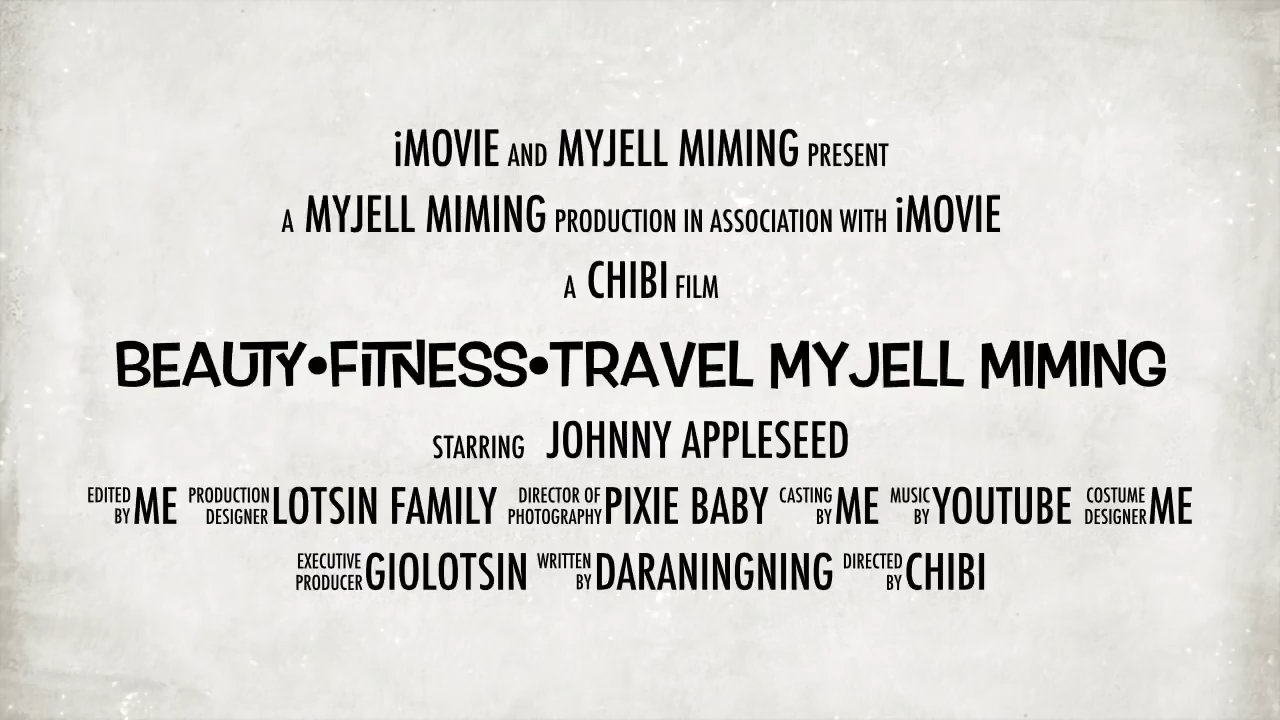 iMOVIE AND MYJELL MIMING PRESENT
A MYJELL MIMING PRODUCTION IN ASSOCIATION WITH iMOVIE
A CHIBI FILM
BEAUTY•FiTNESS•TRAVEL MYJELL MIMING
STARRING JOHNNY APPLESEED
EDITED BY ME PRODUCTION DESIGNER LOTSIN FAMILY DIRECTOR OF PHOTOGRAPHY PIXIE BABY CASTING BY ME MUSIC BY YOUTUBE COSTUME DESIGNER ME
EXECUTIVE PRODUCER GIOLOTSIN WRITTEN BY DARANINGNING DIRECTED BY CHIBI